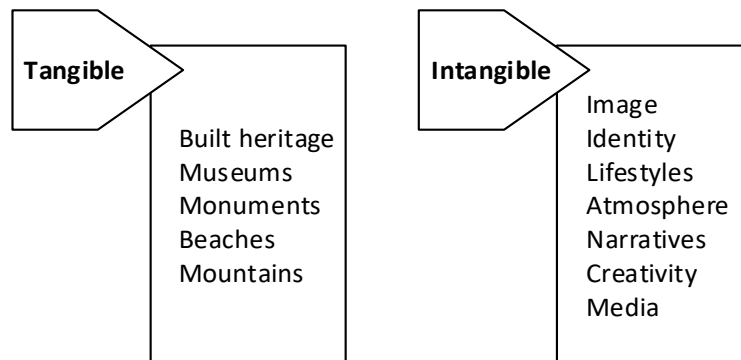 Tangible
Built heritage
Museums
Monuments
Beaches
Mountains
Intangible
Image
Identity
Lifestyles
Atmosphere
Narratives
Creativity
Media